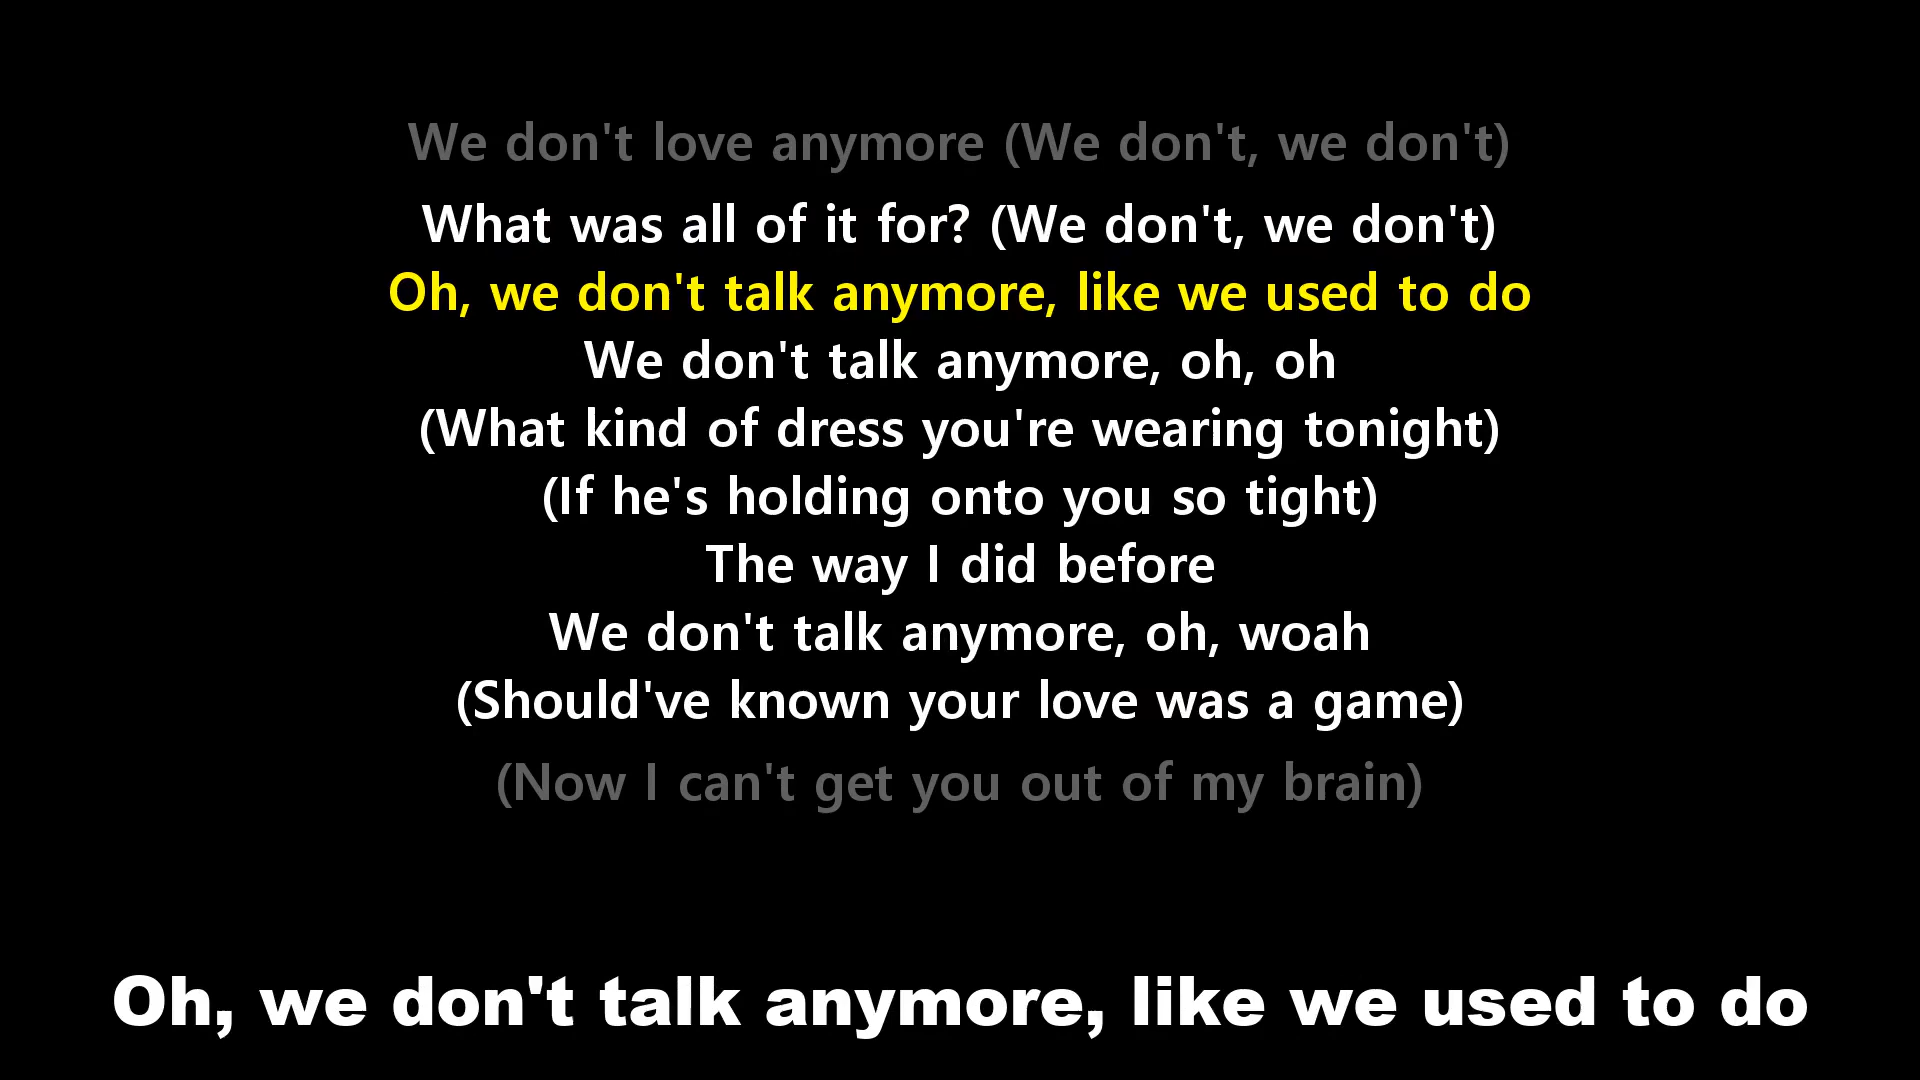 We don't love anymore (We don't, we don't)
What was all of it for? (We don't, we don't)
Oh, we don't talk anymore, like we used to do
We don't talk anymore, oh, oh
(What kind of dress you're wearing tonight)
(If he's holding onto you so tight)
The way I did before
We don't talk anymore, oh, woah
(Should've known your love was a game)
(Now I can't get you out of my brain)
Oh, we don't talk anymore, like we used to do